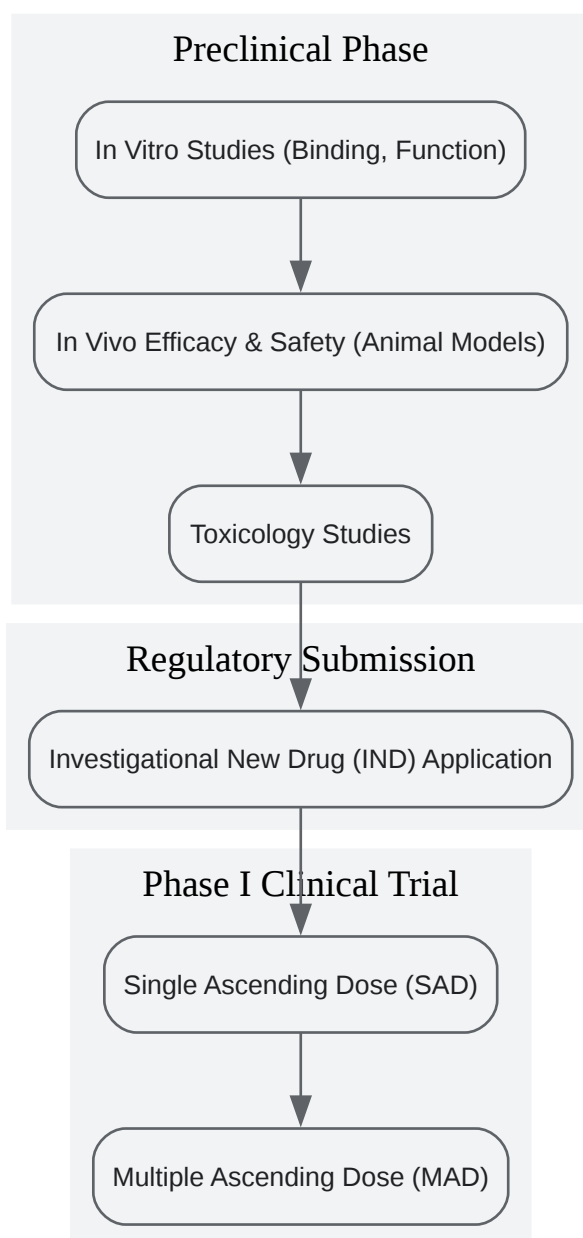 Preclinical Phase
In Vitro Studies (Binding, Function)
In Vivo Efficacy & Safety (Animal Models)
Toxicology Studies
Regulatory Submission
Investigational New Drug (IND) Application
Phase I Clinical Trial
Single Ascending Dose (SAD)
Multiple Ascending Dose (MAD)